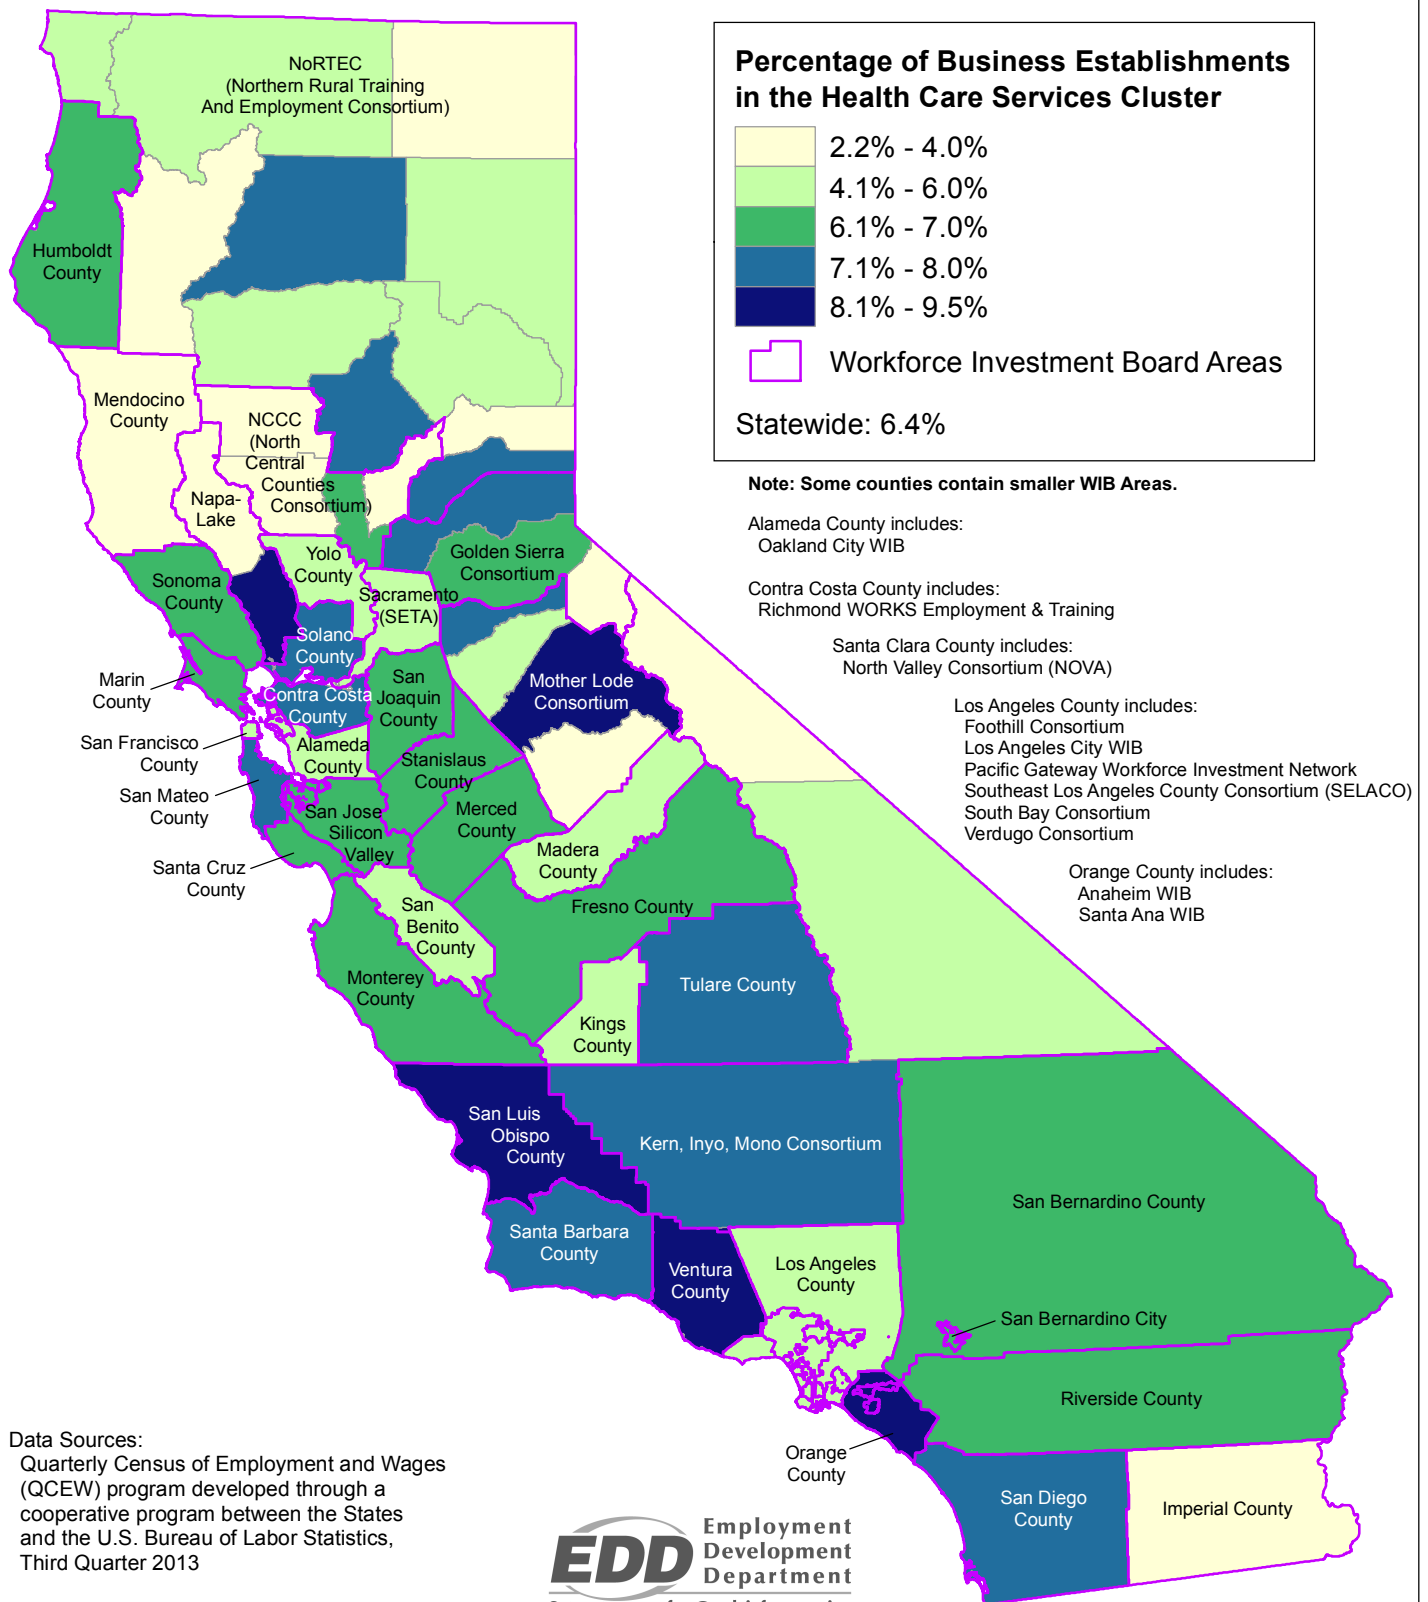 Percentage of Business Establishments
in the Health Care Services Cluster
2.2% - 4.0%
4.1% - 6.0%
6.1% - 7.0%
7.1% - 8.0%
8.1% - 9.5%
Workforce Investment Board Areas
Statewide: 6.4%
Note: Some counties contain smaller WIB Areas.
Alameda County includes:
Oakland City WIB
Contra Costa County includes:
Richmond WORKS Employment & Training
Santa Clara County includes:
North Valley Consortium (NOVA)
Los Angeles County includes:
Foothill Consortium
Los Angeles City WIB
Pacific Gateway Workforce Investment Network
Southeast Los Angeles County Consortium (SELACO)
South Bay Consortium
Verdugo Consortium
Orange County includes:
Anaheim WIB
Santa Ana WIB
NoRTEC
(Northern Rural Training
And Employment Consortium)
Humboldt
County
Mendocino
County
NCCC
(North
Central
Counties
Consortium)
Napa-
Lake
Yolo
County
Golden Sierra
Consortium
Sonoma
County
Sacramento
(SETA)
Solano
County
Marin
County
Contra Costa
County
San
Joaquin
County
Mother Lode
Consortium
San Francisco
County
Alameda
County
Stanislaus
County
San Mateo
County
San Jose
Silicon
Valley
Merced
County
Madera
County
Santa Cruz
County
San
Benito
County
Fresno County
Monterey
County
Tulare County
Kings
County
San Luis
Obispo
County
Kern, Inyo, Mono Consortium
San Bernardino County
Santa Barbara
County
Ventura
County
Los Angeles
County
San Bernardino City
Riverside County
Orange
County
San Diego
County
Imperial County
Data Sources:
Quarterly Census of Employment and Wages
(QCEW) program developed through a
cooperative program between the States
and the U.S. Bureau of Labor Statistics,
Third Quarter 2013
EDD
Employment
Development
Department